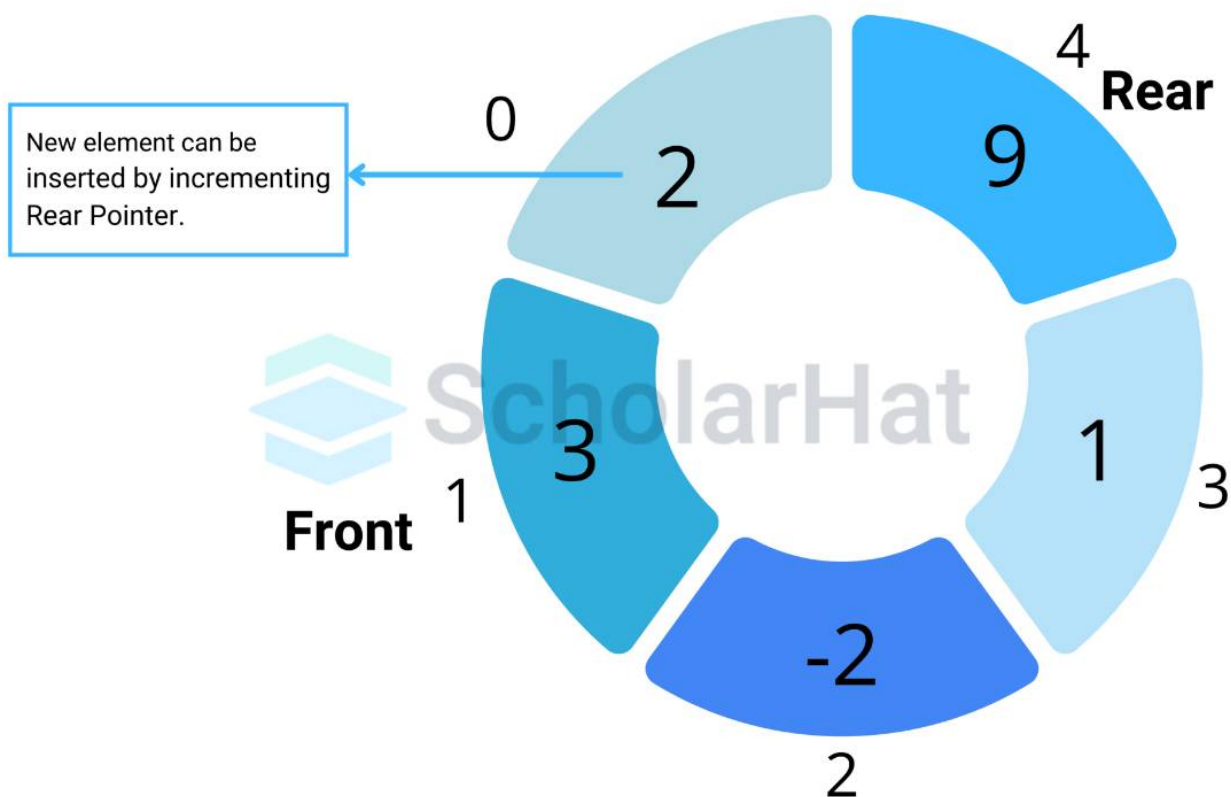 4
Rear
0
New element can be
inserted by incrementing
Rear Pointer.
2
9
ScholarHat
3
1
1
3
Front
-2
2